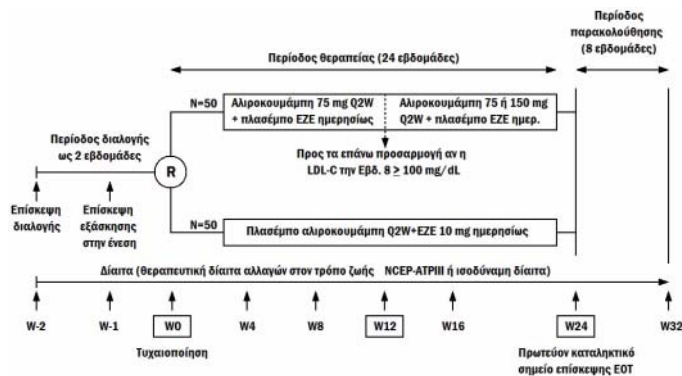 Περίοδος
παρακολούθησης
(8 εβδομάδες)
Περίοδος θεραπείας (24 εβδομάδες)
N=50
Αλιροκουμάμπη 75 mg Q2W
+ πλασέμπο EZE ημερησίως
Αλιροκουμάμπη 75 ή 150 mg
Q2W + πλασέμπο EZE ημερ.
Περίοδος διαλογής
ως 2 εβδομάδες
R
Προς τα επάνω προσαρμογή αν η
LDL-C την Εβδ. 8 ≥ 100 mg/dL
Επίσκεψη
διαλογής
Επίσκεψη
εξάσκησης
στην ένεση
N=50
Πλασέμπο αλιροκουμάμπη Q2W+EZE 10 mg ημερησίως
Δίαιτα (θεραπευτική δίαιτα αλλαγών στον τρόπο ζωής NCEP-ATPIII ή ισοδύναμη δίαιτα)
W-2 W-1 W0 W4 W8 W12 W16 W24 W32
Τυχαιοποίηση
Πρωτεύον καταληκτικό
σημείο επίσκεψης EOT